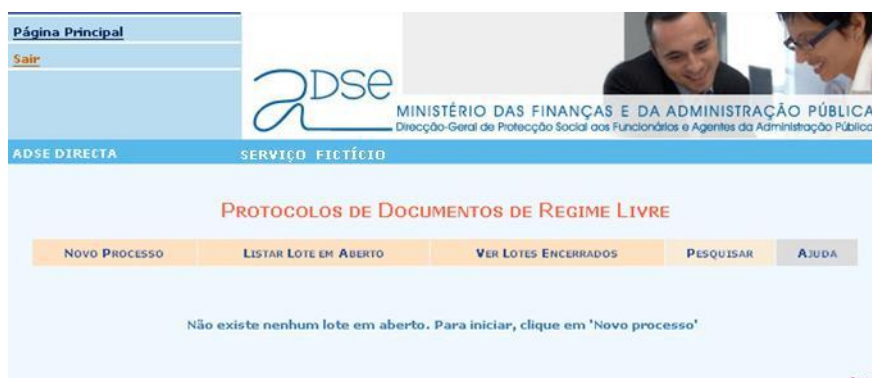 Página Principal
Sair
aDSe
MINISTÉRIO DAS FINANÇAS E DA ADMINISTRAÇÃO PÚBLICA
Direcção-Geral de Protecção Social aos Funcionários e Agentes da Administração Pública
ADSE DIRECTA
SERVIÇO FICTÍCIO
PROTOCOLOS DE DOCUMENTOS DE REGIME LIVRE
NOVO PROCESSO
LISTAR LOTE EM ABERTO
VER LOTES ENCERRADOS
PESQUISAR
AJUDA
Não existe nenhum lote em aberto. Para iniciar, clique em 'Novo processo'